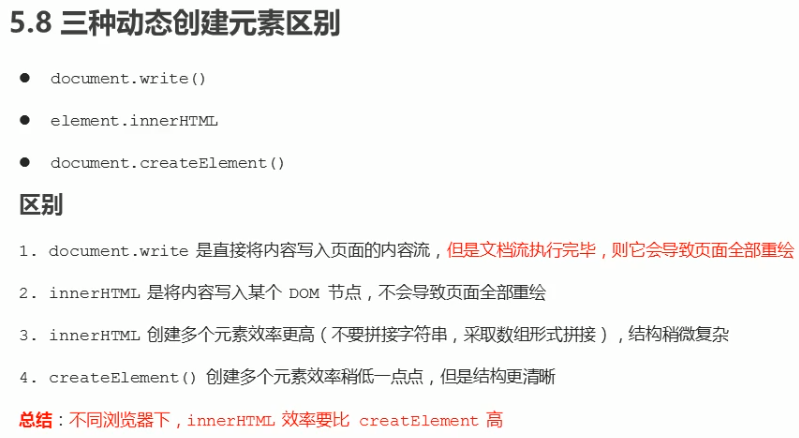 5.8 三种动态创建元素区别
● document.write()
● element.innerHTML
● document.createElement()
区别
1. document.write 是直接将内容写入页面的内容流，但是文档流执行完毕，则它会导致页面全部重绘
2. innerHTML 是将内容写入某个 DOM 节点，不会导致页面全部重绘
3. innerHTML 创建多个元素效率更高（不要拼接字符串，采取数组形式拼接），结构稍微复杂
4. createElement() 创建多个元素效率稍低一点点，但是结构更清晰
总结：不同浏览器下，innerHTML 效率要比 creatElement 高